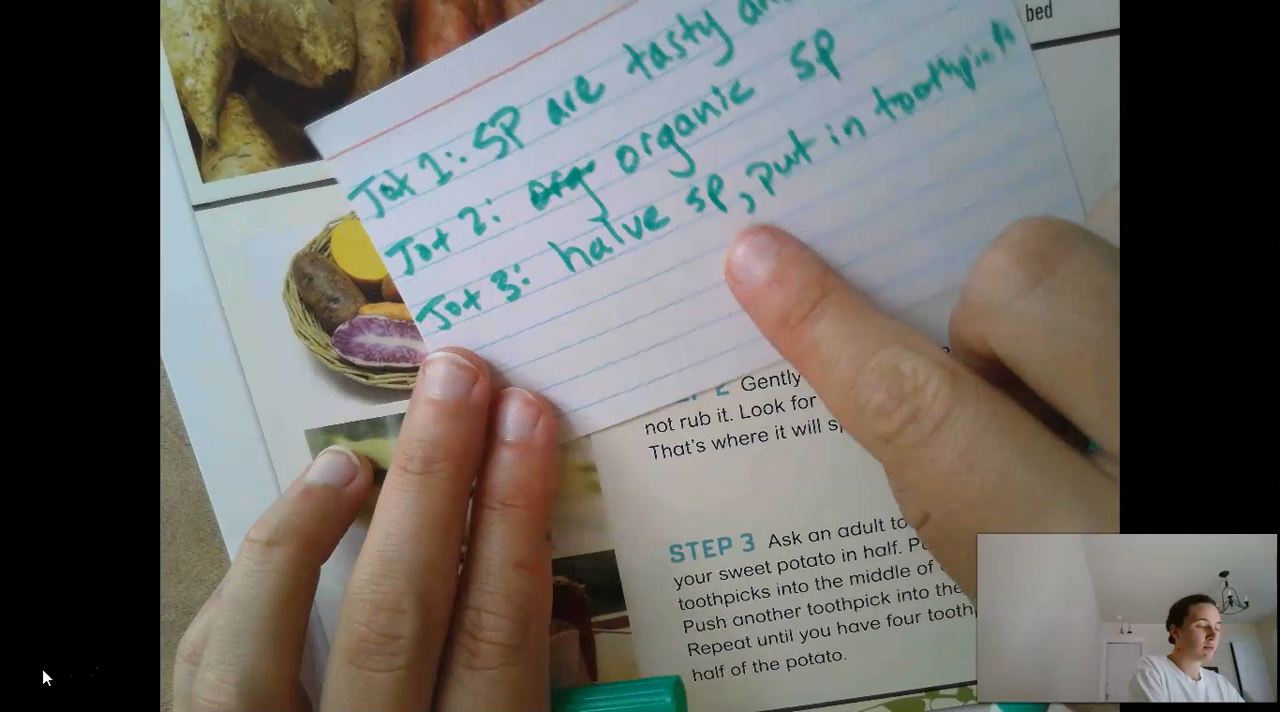 bed
Jot 1: SP are tasty an
Jot 2: organic SP
Jot 3: halve SP, put in toothpick
Gently
not rub it. Look for
That's where it will
STEP 3 Ask an adult to
your sweet potato in half.
toothpicks into the middle of
Push another toothpick into the
Repeat until you have four tooth
half of the potato.